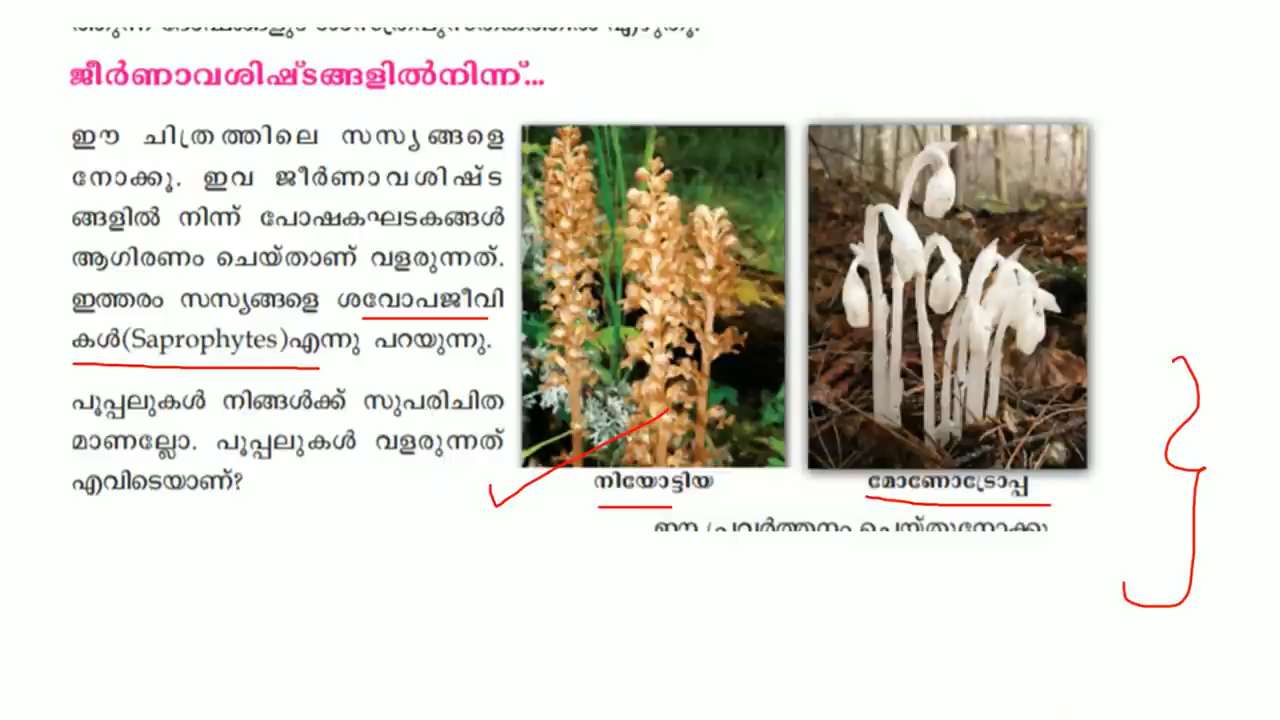 ജീർണാവശിഷ്ടങ്ങളിൽനിന്ന്...
ഈ ചിത്രത്തിലെ സസ്യങ്ങളെ
നോക്കൂ. ഇവ ജീർണാവശിഷ്ട
ങ്ങളിൽ നിന്ന് പോഷകഘടകങ്ങൾ
ആഗിരണം ചെയ്താണ് വളരുന്നത്.
ഇത്തരം സസ്യങ്ങളെ ശവോപജീവി
കൾ(Saprophytes)എന്നു പറയുന്നു.
പൂപ്പലുകൾ നിങ്ങൾക്ക് സുപരിചിത
മാണല്ലോ. പൂപ്പലുകൾ വളരുന്നത്
എവിടെയാണ്?
നിയോട്ടിയ
മോണോട്രോപ്പ
ഈ പ്രവർത്തനം ചെയ്തുനോക്കൂ